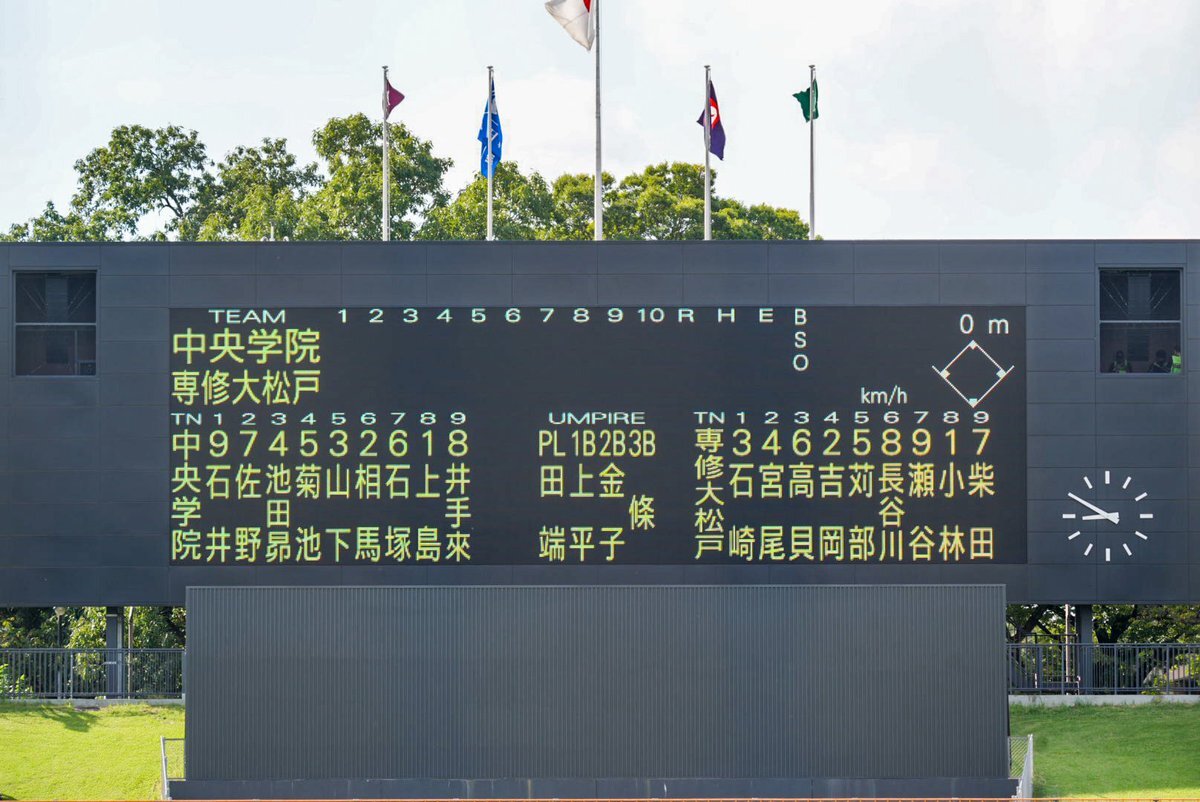 TEAM 1 2 3 4 5 6 7 8 9 10 R H E B
S
O
0 m
中央学院
専修大松戸
km/h
TN 1 2 3 4 5 6 7 8 9
中央学院
9 7 4 5 3 2 6 1 8
石井
佐野
池田昴
菊池
山下
相馬
石塚
上島
井手來
UMPIRE
PL 1B 2B 3B
田端
上平
金子
條
TN 1 2 3 4 5 6 7 8 9
専修大松戸
3 4 6 2 5 8 9 1 7
石崎
宮尾
高貝
吉岡
苅部
長谷川
瀬谷
小林
柴田